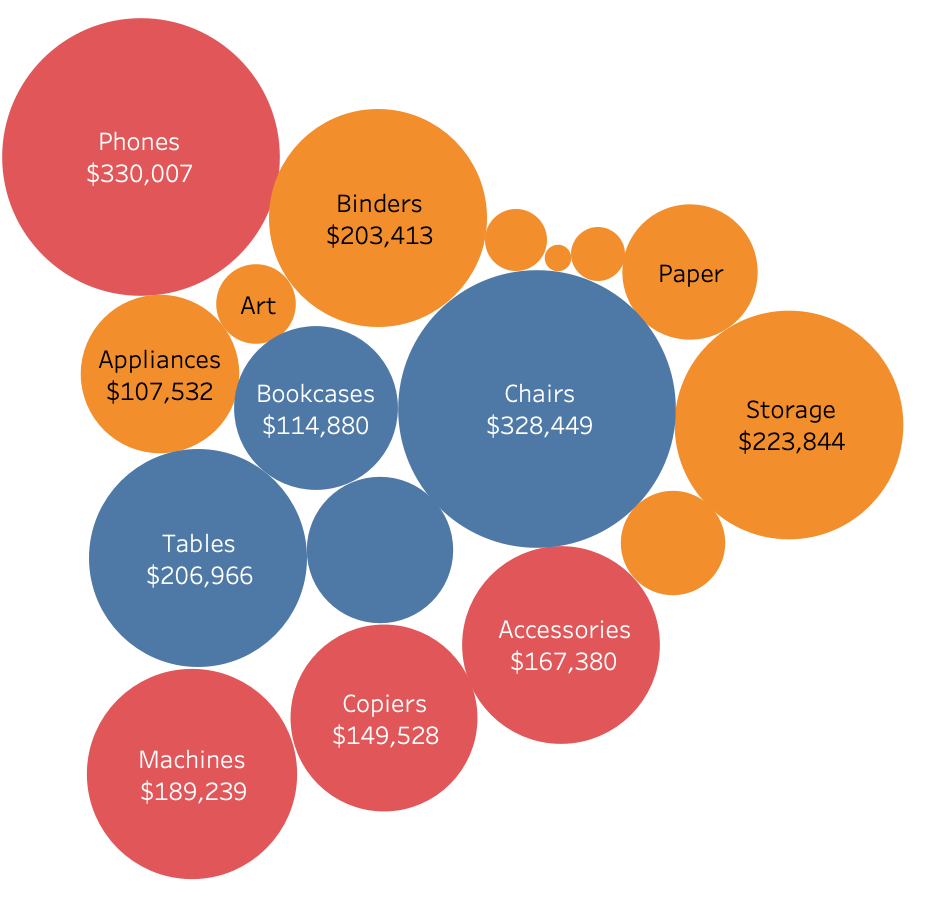 Phones
$330,007
Binders
$203,413
Paper
Art
Appliances
$107,532
Bookcases
$114,880
Chairs
$328,449
Storage
$223,844
Tables
$206,966
Accessories
$167,380
Copiers
$149,528
Machines
$189,239